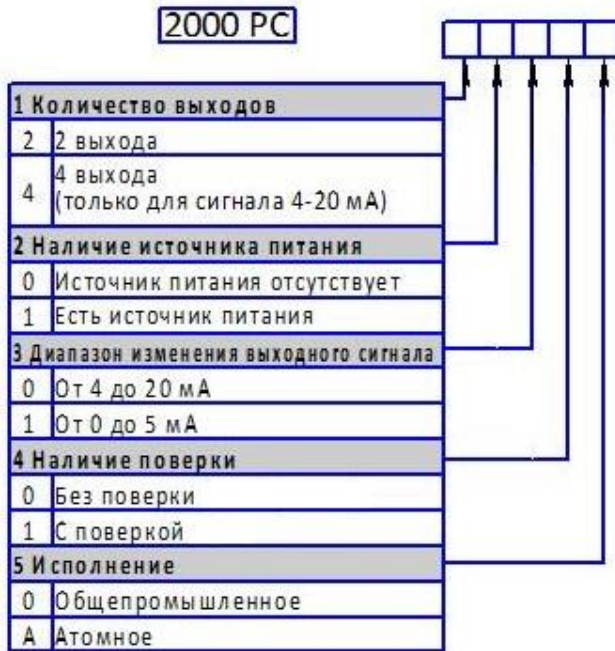 2000 РС
1 Количество выходов
2 2 выхода
4 4 выхода
(только для сигнала 4-20 мА)
2 Наличие источника питания
0 Источник питания отсутствует
1 Есть источник питания
3 Диапазон изменения выходного сигнала
0 От 4 до 20 мА
1 От 0 до 5 мА
4 Наличие поверки
0 Без поверки
1 С поверкой
5 Исполнение
0 Общепромышленное
А Атомное